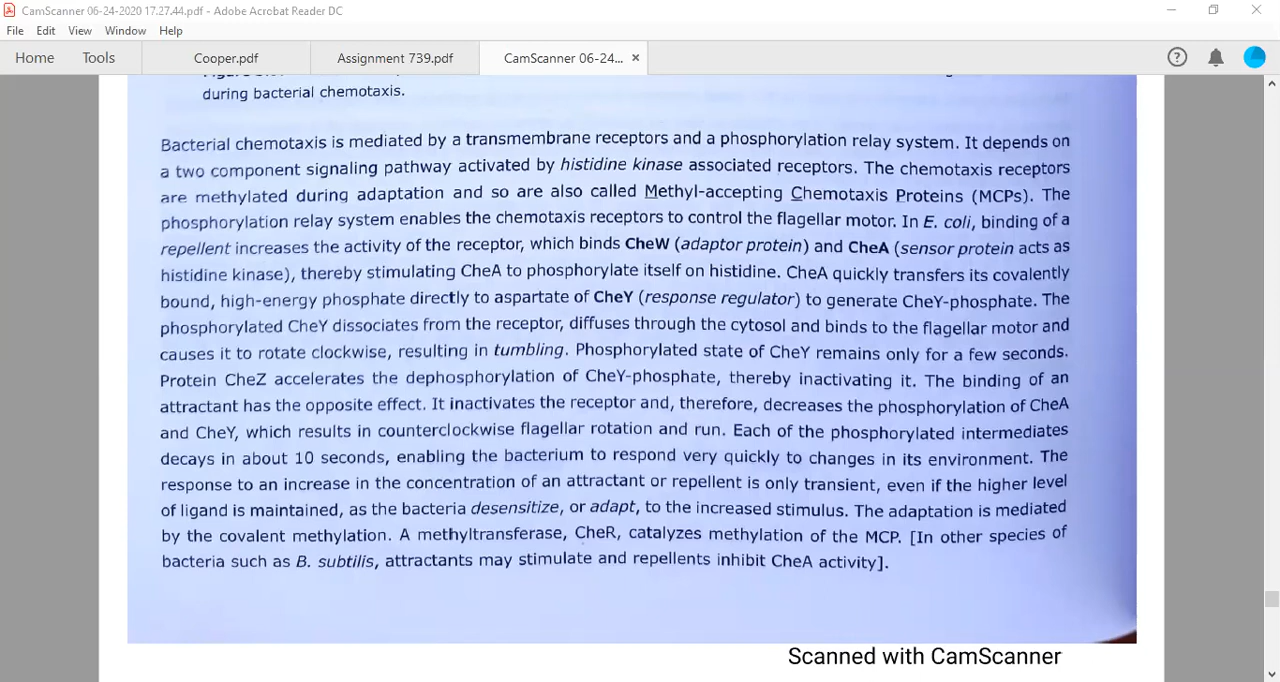 CamScanner 06-24-2020 17.27.44.pdf - Adobe Acrobat Reader DC
File Edit View Window Help
Home Tools Cooper.pdf Assignment 739.pdf CamScanner 06-24... ×
during bacterial chemotaxis.
Bacterial chemotaxis is mediated by a transmembrane receptors and a phosphorylation relay system. It depends on
a two component signaling pathway activated by histidine kinase associated receptors. The chemotaxis receptors
are methylated during adaptation and so are also called Methyl-accepting Chemotaxis Proteins (MCPs). The
phosphorylation relay system enables the chemotaxis receptors to control the flagellar motor. In E. coli, binding of a
repellent increases the activity of the receptor, which binds CheW (adaptor protein) and CheA (sensor protein acts as
histidine kinase), thereby stimulating CheA to phosphorylate itself on histidine. CheA quickly transfers its covalently
bound, high-energy phosphate directly to aspartate of CheY (response regulator) to generate CheY-phosphate. The
phosphorylated CheY dissociates from the receptor, diffuses through the cytosol and binds to the flagellar motor and
causes it to rotate clockwise, resulting in tumbling. Phosphorylated state of CheY remains only for a few seconds.
Protein CheZ accelerates the dephosphorylation of CheY-phosphate, thereby inactivating it. The binding of an
attractant has the opposite effect. It inactivates the receptor and, therefore, decreases the phosphorylation of CheA
and CheY, which results in counterclockwise flagellar rotation and run. Each of the phosphorylated intermediates
decays in about 10 seconds, enabling the bacterium to respond very quickly to changes in its environment. The
response to an increase in the concentration of an attractant or repellent is only transient, even if the higher level
of ligand is maintained, as the bacteria desensitize, or adapt, to the increased stimulus. The adaptation is mediated
by the covalent methylation. A methyltransferase, CheR, catalyzes methylation of the MCP. [In other species of
bacteria such as B. subtilis, attractants may stimulate and repellents inhibit CheA activity].
Scanned with CamScanner